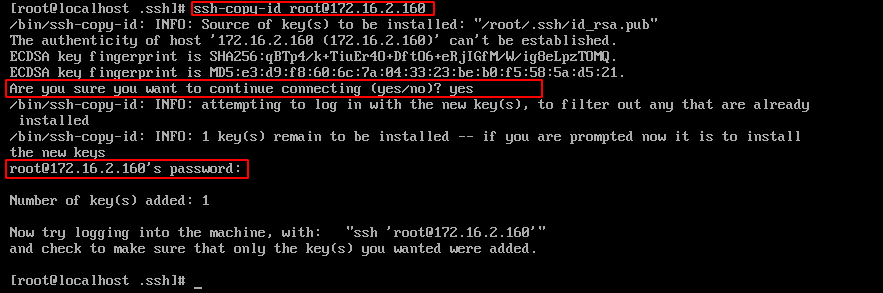 [root@localhost .ssh]# ssh-copy-id root@172.16.2.160
/bin/ssh-copy-id: INFO: Source of key(s) to be installed: "/root/.ssh/id_rsa.pub"
The authenticity of host '172.16.2.160 (172.16.2.160)' can't be established.
ECDSA key fingerprint is SHA256:qBTp4/k+TiuEr4O+DftO6+eRjIGfM/W/ig8eLpzTOMQ.
ECDSA key fingerprint is MD5:e3:d9:f8:60:6c:7a:04:33:23:be:b0:f5:58:5a:d5:21.
Are you sure you want to continue connecting (yes/no)? yes
/bin/ssh-copy-id: INFO: attempting to log in with the new key(s), to filter out any that are already
 installed
/bin/ssh-copy-id: INFO: 1 key(s) remain to be installed -- if you are prompted now it is to install
the new keys
root@172.16.2.160's password:
Number of key(s) added: 1
Now try logging into the machine, with:   "ssh 'root@172.16.2.160'"
and check to make sure that only the key(s) you wanted were added.
[root@localhost .ssh]# _